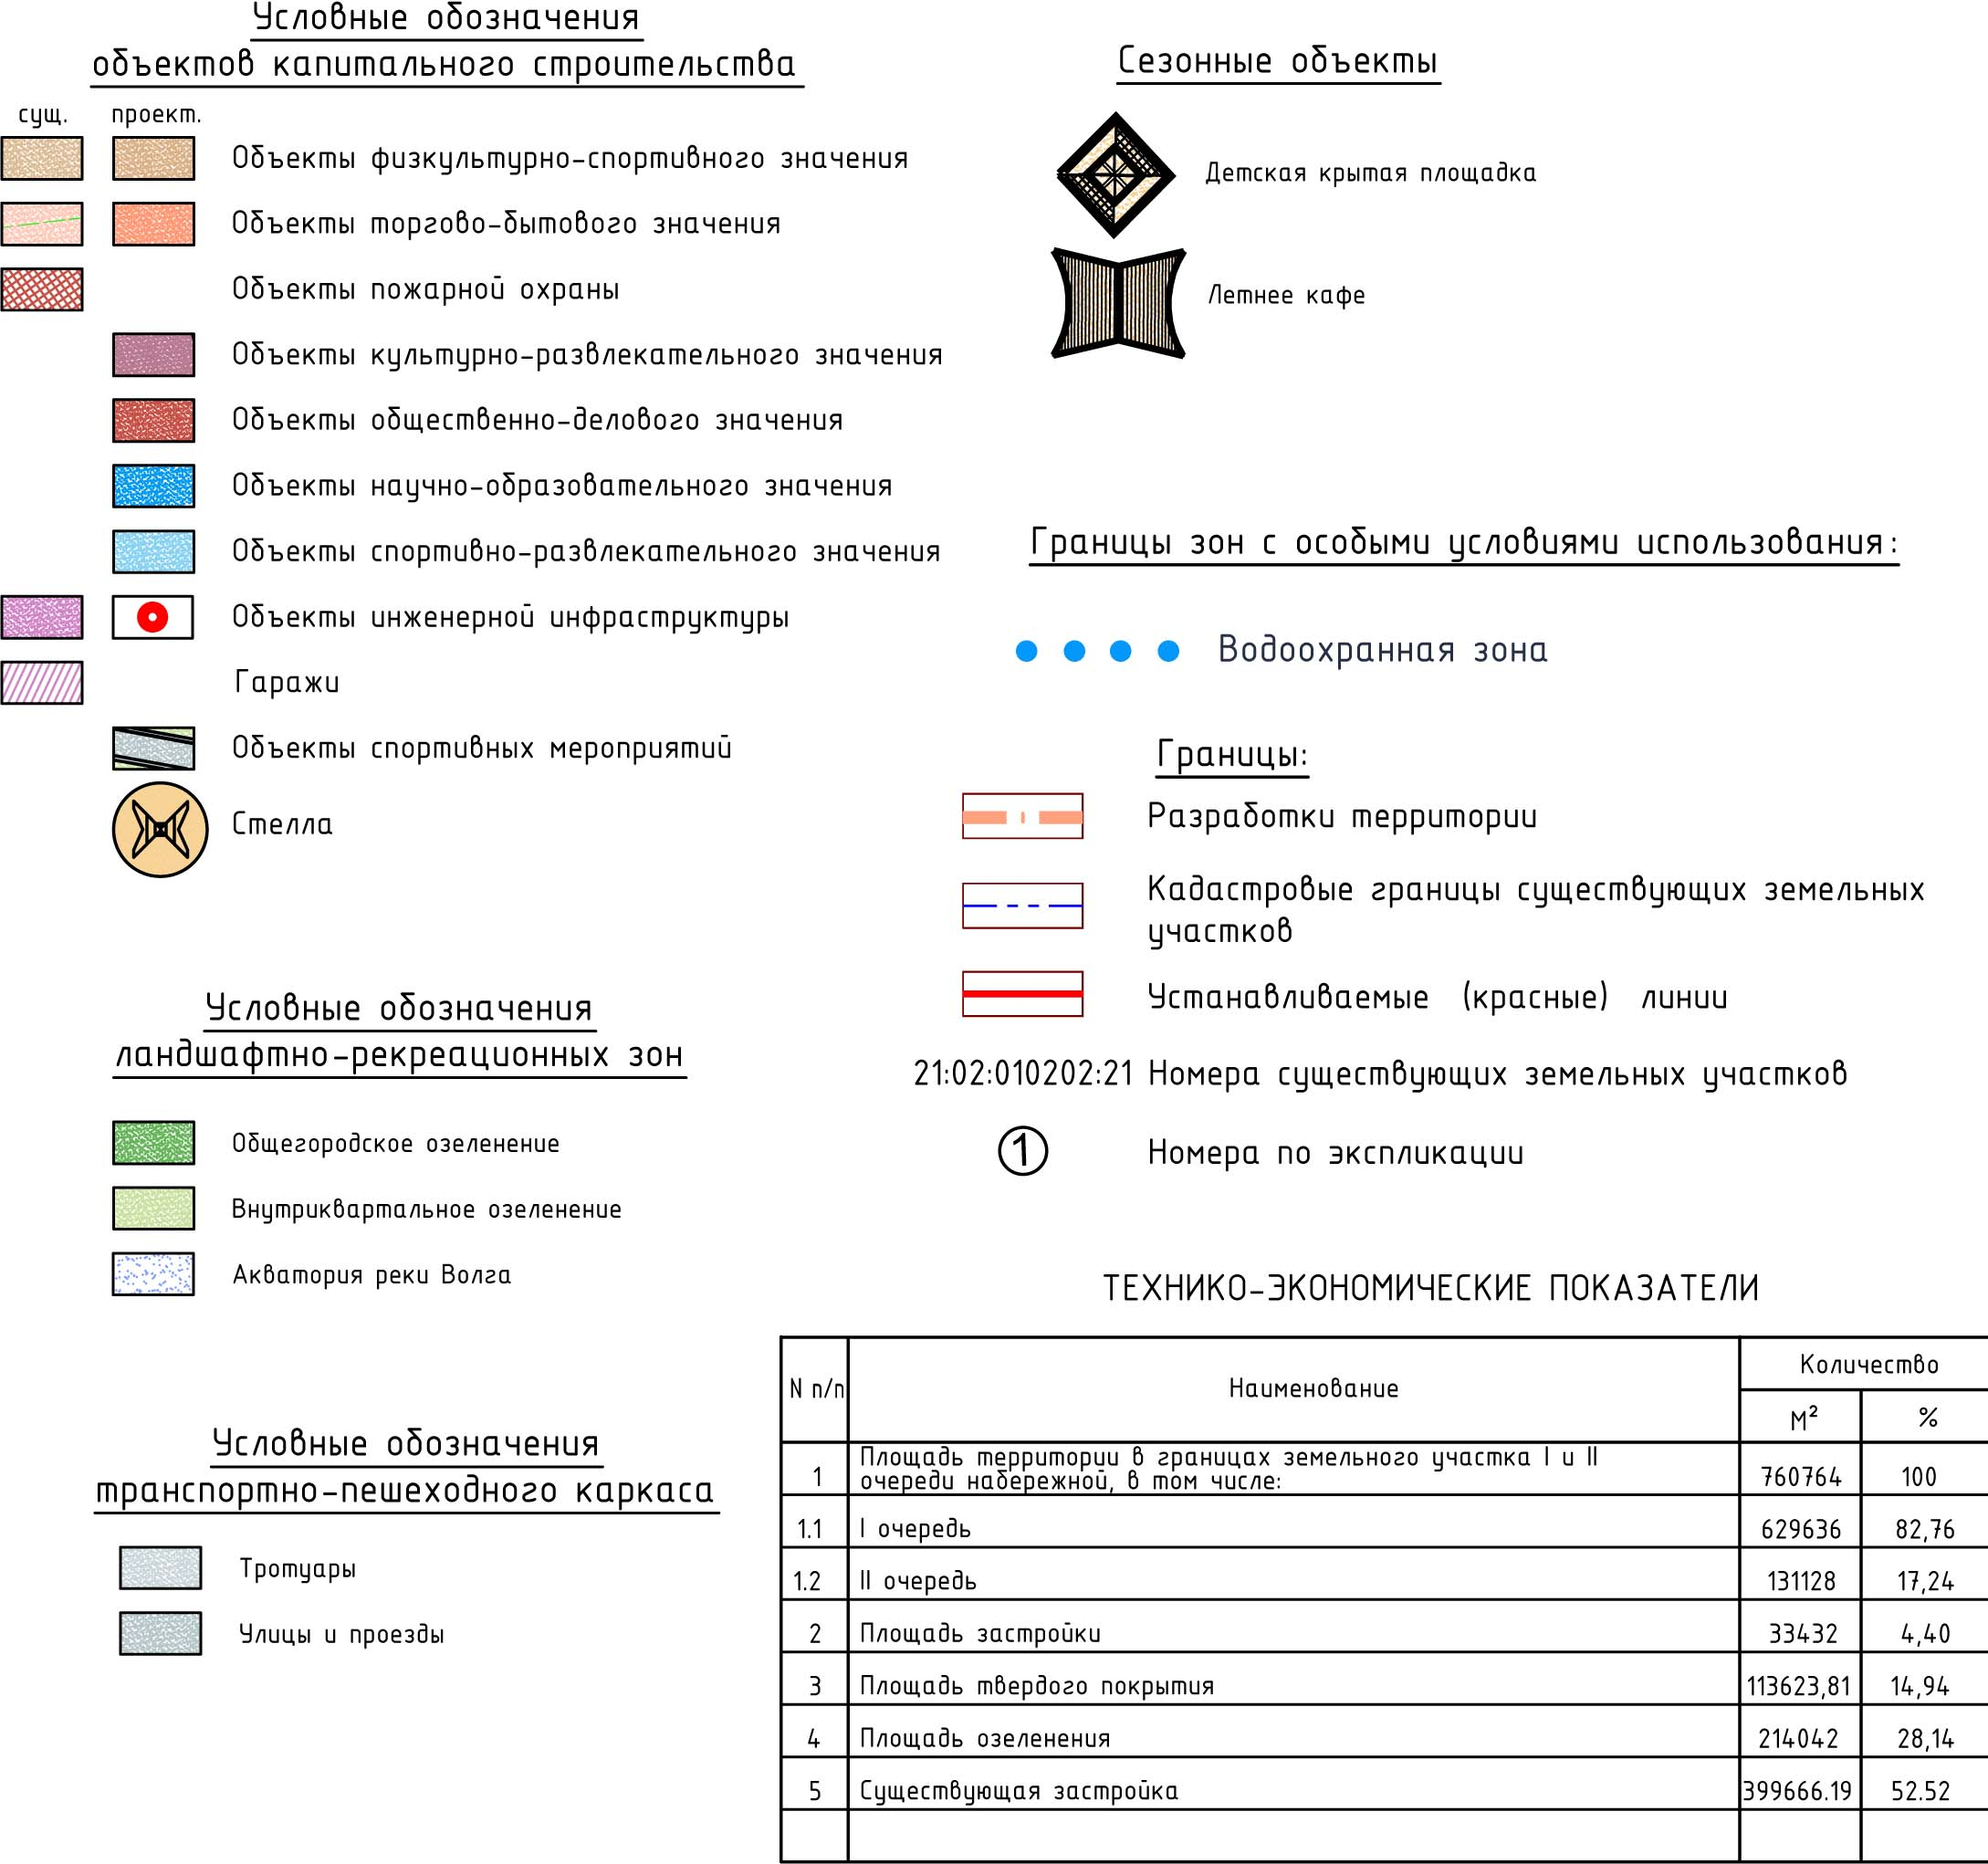 Условные обозначения
объектов капитального строительства
сущ. проект.
Объекты физкультурно-спортивного значения
Объекты торгово-бытового значения
Объекты пожарной охраны
Объекты культурно-развлекательного значения
Объекты общественно-делового значения
Объекты научно-образовательного значения
Объекты спортивно-развлекательного значения
Объекты инженерной инфраструктуры
Гаражи
Объекты спортивных мероприятий
Стелла
Условные обозначения
ландшафтно-рекреационных зон
Общегородское озеленение
Внутриквартальное озеленение
Акватория реки Волга
Условные обозначения
транспортно-пешеходного каркаса
Тротуары
Улицы и проезды
Сезонные объекты
Детская крытая площадка
Летнее кафе
Границы зон с особыми условиями использования:
Водоохранная зона
Границы:
Разработки территории
Кадастровые границы существующих земельных
участков
Устанавливаемые (красные) линии
21:02:010202:21 Номера существующих земельных участков
1 Номера по экспликации
ТЕХНИКО-ЭКОНОМИЧЕСКИЕ ПОКАЗАТЕЛИ
N п/п Наименование Количество
М² %
1 Площадь территории в границах земельного участка I и II
очереди набережной, в том числе: 760764 100
1.1 I очередь 629636 82,76
1.2 II очередь 131128 17,24
2 Площадь застройки 33432 4,40
3 Площадь твердого покрытия 113623,81 14,94
4 Площадь озеленения 214042 28,14
5 Существующая застройка 399666.19 52.52